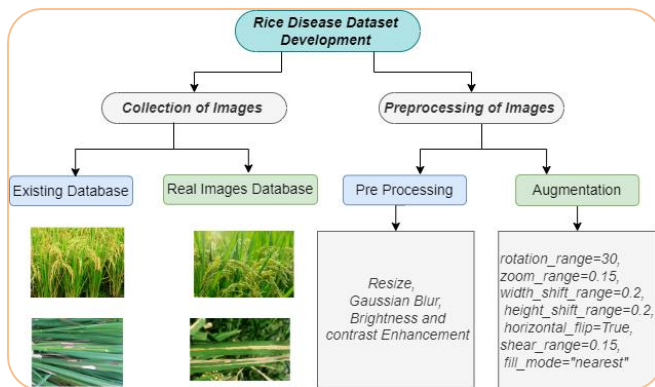 Rice Disease Dataset
Development
Collection of Images
Preprocessing of Images
Existing Database
Real Images Database
Pre Processing
Augmentation
Resize,
Gaussian Blur,
Brightness and
contrast Enhancement
rotation_range=30,
zoom_range=0.15,
width_shift_range=0.2,
height_shift_range=0.2,
horizontal_flip=True,
shear_range=0.15,
fill_mode="nearest"